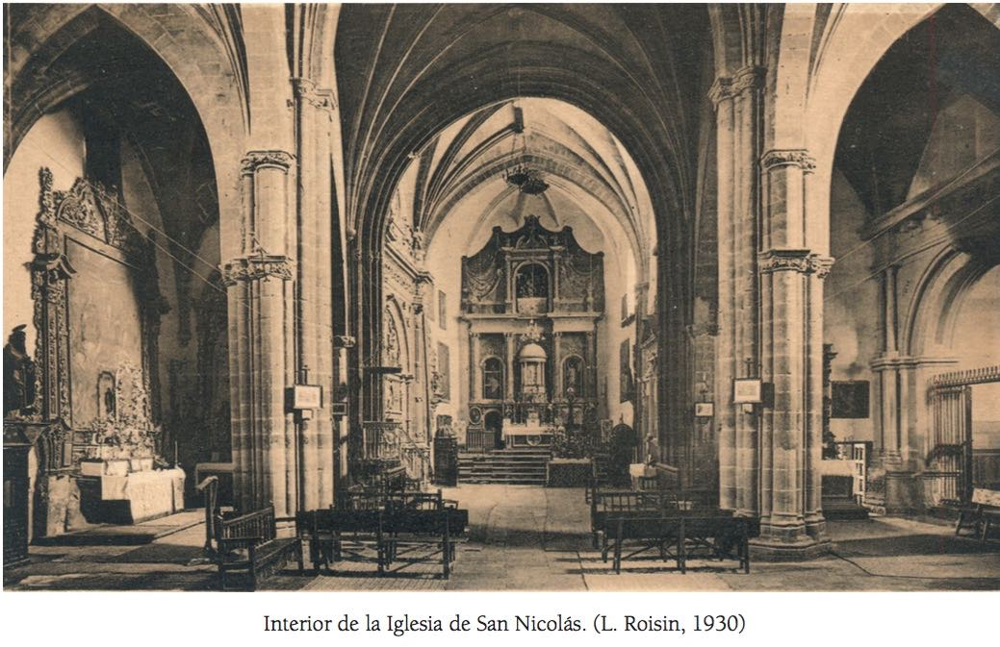 Interior de la Iglesia de San Nicolás. (L. Roisin, 1930)